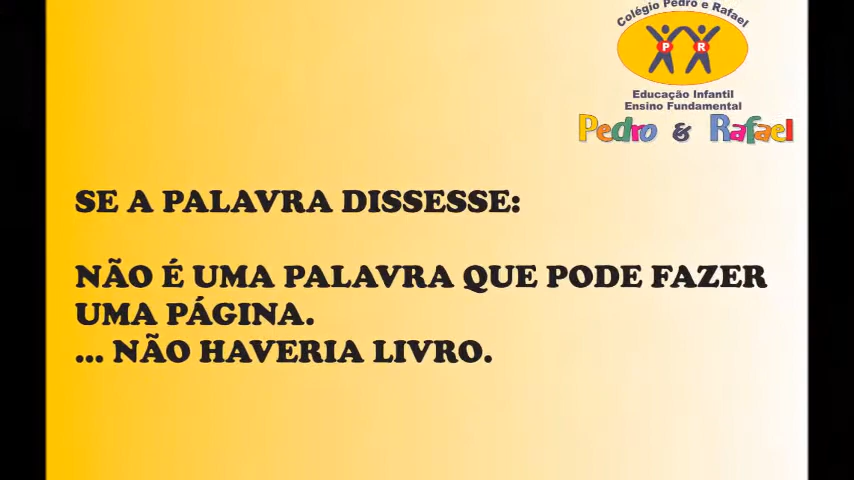 Colégio Pedro e Rafael
P R
Educação Infantil
Ensino Fundamental
Pedro & Rafael
SE A PALAVRA DISSESSE:
NÃO É UMA PALAVRA QUE PODE FAZER
UMA PÁGINA.
... NÃO HAVERIA LIVRO.